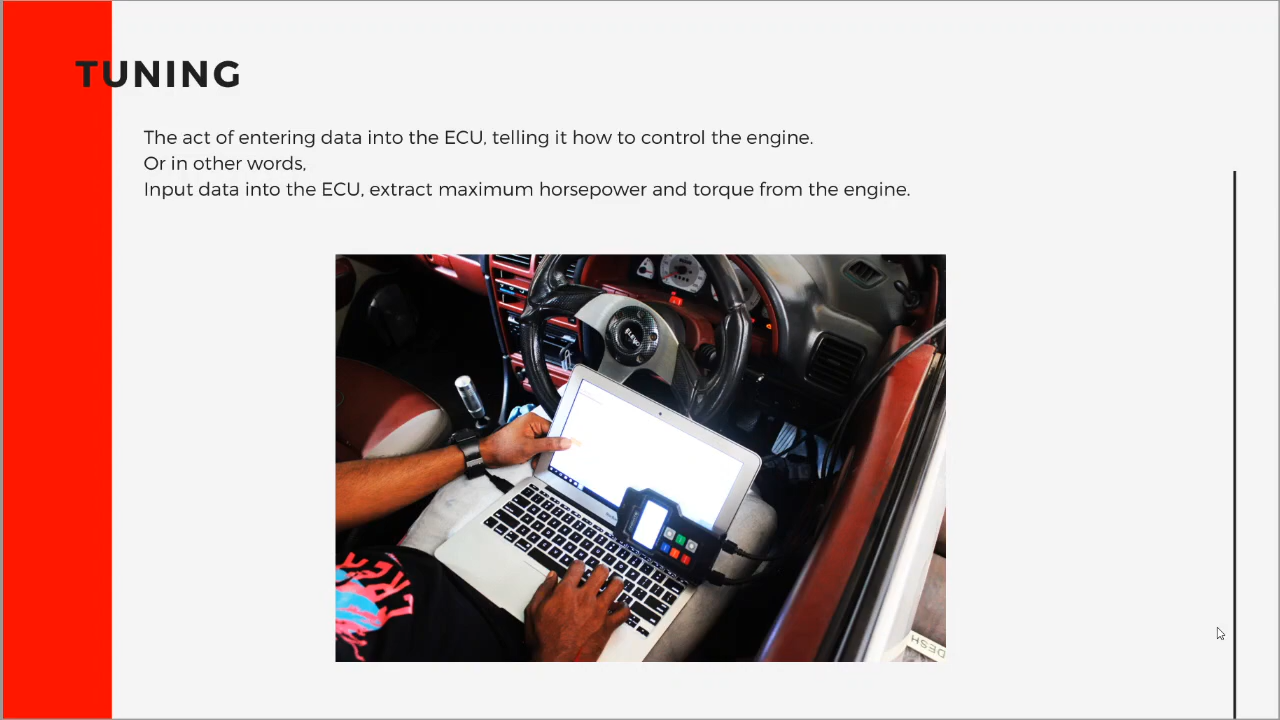 TUNING
The act of entering data into the ECU, telling it how to control the engine.
Or in other words,
Input data into the ECU, extract maximum horsepower and torque from the engine.
DESH